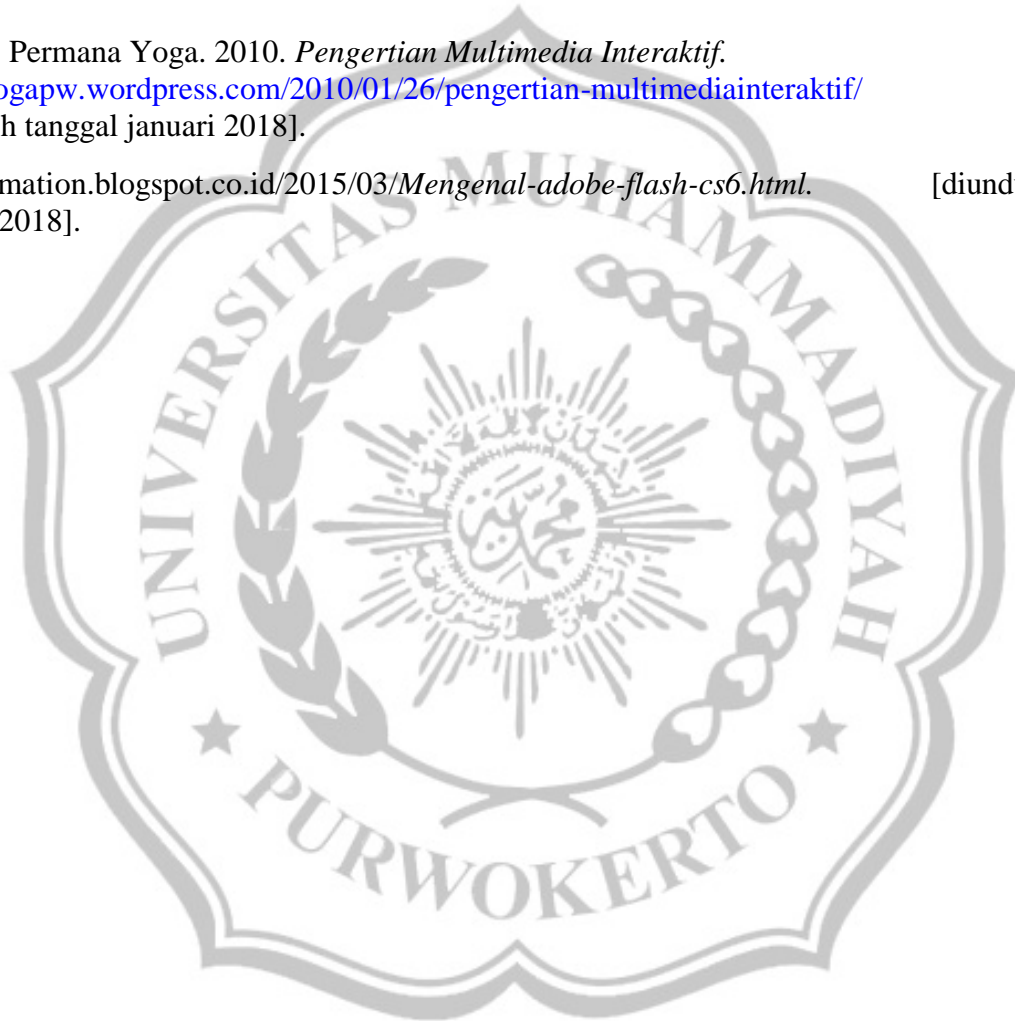 Permana Yoga. 2010. Pengertian Multimedia Interaktif.
ogapw.wordpress.com/2010/01/26/pengertian-multimediainteraktif/
h tanggal januari 2018].
mation.blogspot.co.id/2015/03/Mengenal-adobe-flash-cs6.html. [diund
2018].
UNIVERSITAS MUHAMMADIYAH
PURWOKERTO